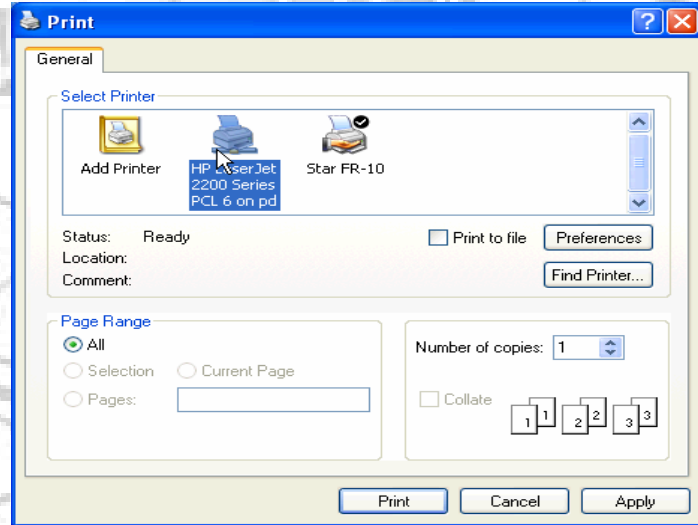 Print
General
Select Printer
Add Printer
HP LaserJet
2200 Series
PCL 6 on pd
Star FR-10
Status: Ready
Location:
Comment:
Print to file
Preferences
Find Printer...
Page Range
All
Selection
Current Page
Pages:
Number of copies: 1
Collate
1 1 2 2 3 3
Print
Cancel
Apply